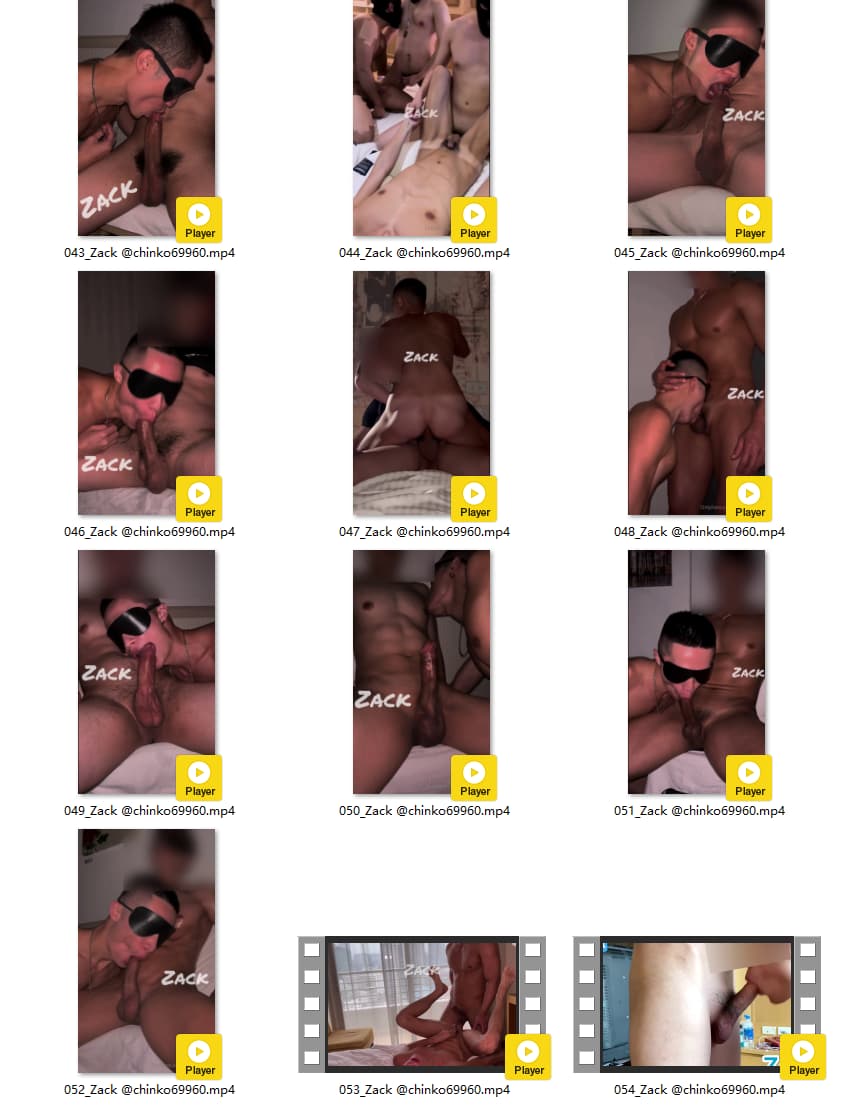 ZACK
ZACK
ZACK
Player
Player
Player
043_Zack @chinko69960.mp4
044_Zack @chinko69960.mp4
045_Zack @chinko69960.mp4
ZACK
ZACK
ZACK
Player
Player
Player
046_Zack @chinko69960.mp4
047_Zack @chinko69960.mp4
048_Zack @chinko69960.mp4
ZACK
ZACK
ZACK
Player
Player
Player
049_Zack @chinko69960.mp4
050_Zack @chinko69960.mp4
051_Zack @chinko69960.mp4
ZACK
ZACK
Player
Player
Player
052_Zack @chinko69960.mp4
053_Zack @chinko69960.mp4
054_Zack @chinko69960.mp4